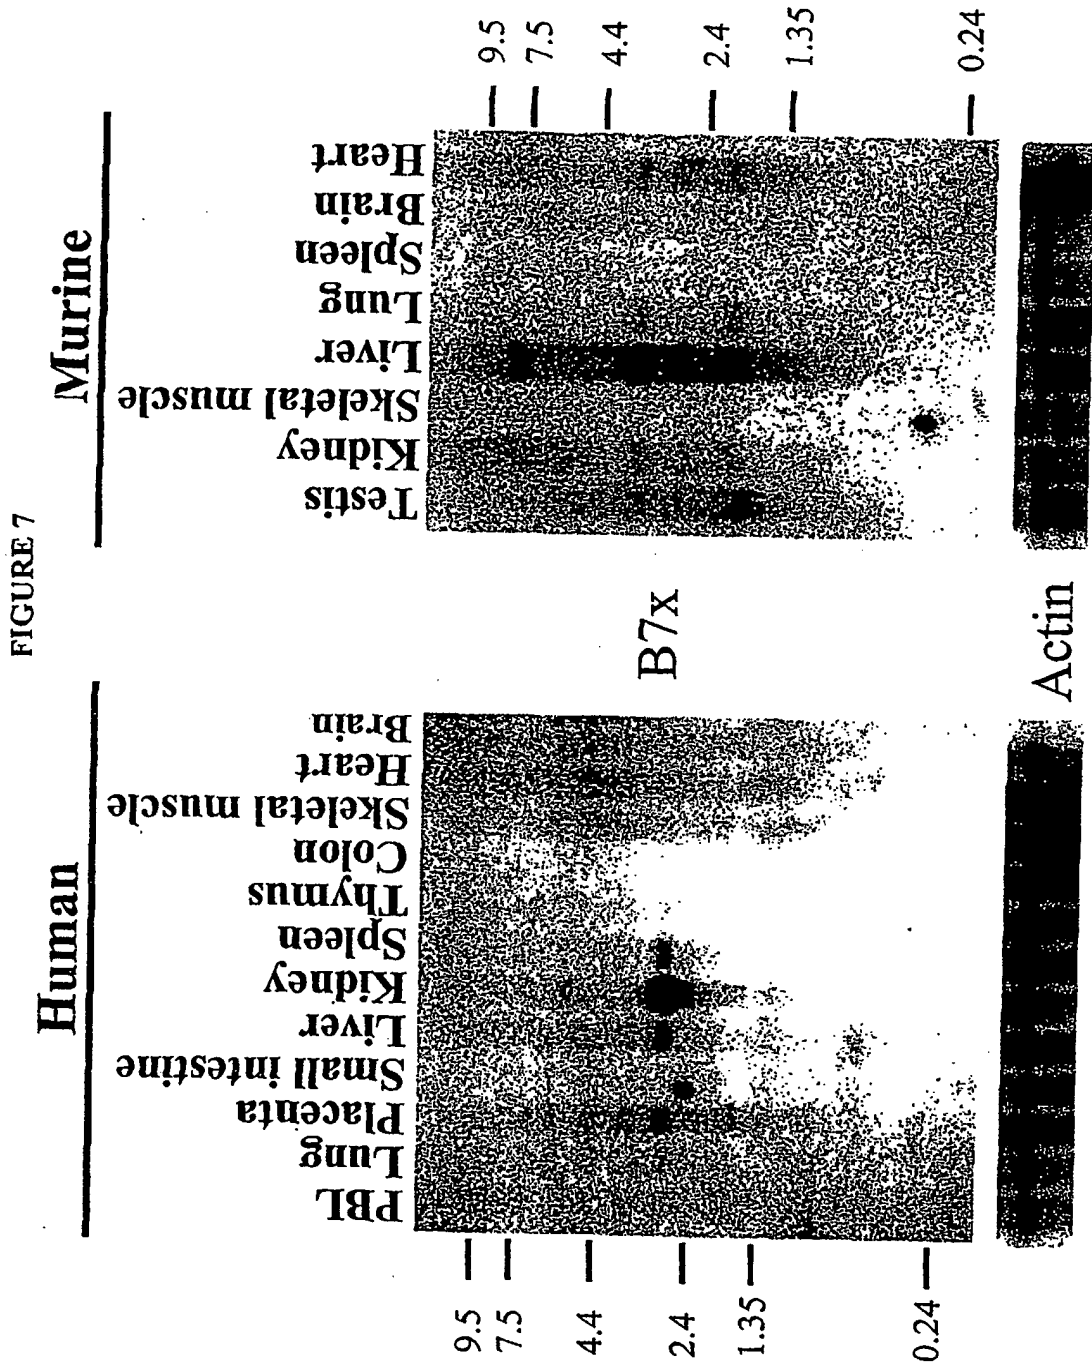 FIGURE 7
Human
Brain
Heart
Skeletal muscle
Colon
Thymus
Spleen
Kidney
Liver
Small intestine
Placenta
Lung
PBL
9.5
7.5
4.4
2.4
1.35
0.24
B7x
Actin
Murine
Heart
Brain
Spleen
Lung
Liver
Skeletal muscle
Kidney
Testis
9.5
7.5
4.4
2.4
1.35
0.24